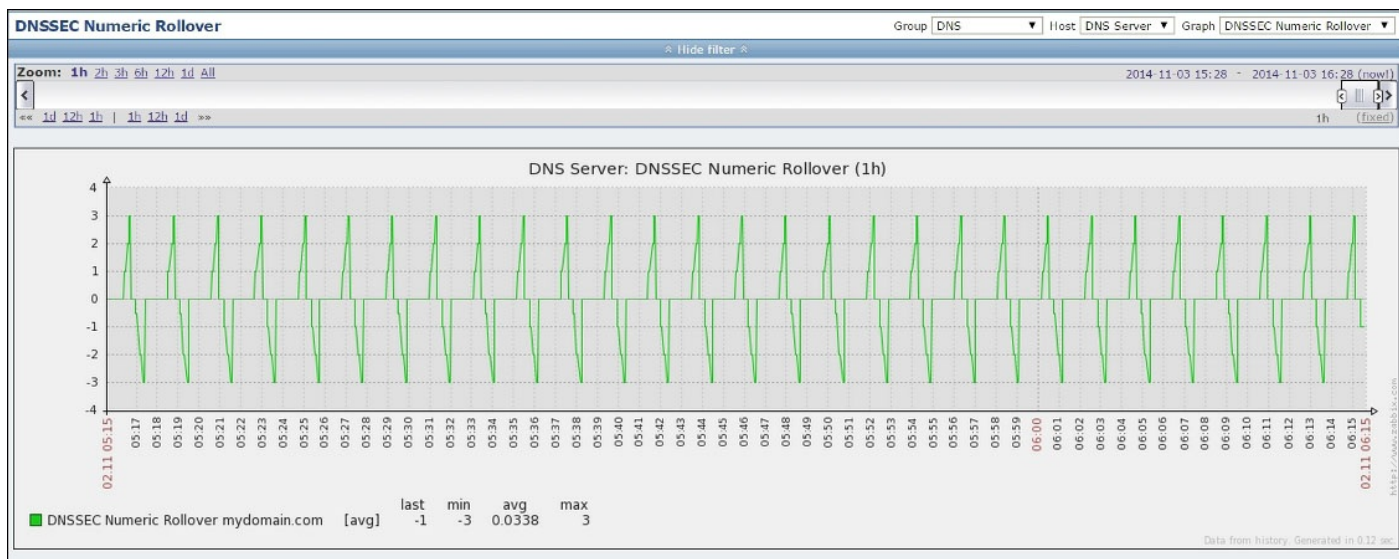 DNSSEC Numeric Rollover Group DNS Host DNS Server Graph DNSSEC Numeric Rollover
Hide filter
Zoom: 1h 2h 3h 6h 12h 1d All 2014-11-03 15:28 - 2014-11-03 16:28 (now!)
«« 1d 12h 1h | 1h 12h 1d »» 1h (fixed)
DNS Server: DNSSEC Numeric Rollover (1h)
4
3
2
1
0
-1
-2
-3
-4
02.11 05:15 05:17 05:18 05:19 05:20 05:22 05:23 05:24 05:25 05:26 05:27 05:28 05:29 05:30 05:31 05:32 05:33 05:34 05:35 05:36 05:37 05:38 05:39 05:40 05:41 05:42 05:43 05:44 05:45 05:46 05:47 05:48 05:49 05:50 05:52 05:53 05:54 05:55 05:56 05:57 05:58 05:59 06:00 06:01 06:02 06:04 06:05 06:06 06:07 06:08 06:09 06:10 06:11 06:12 06:13 06:14 06:15 02.11 06:15
last min avg max
DNSSEC Numeric Rollover mydomain.com [avg] -1 -3 0.0338 3
http://www.zabbix.com
Data from history. Generated in 0.12 sec.